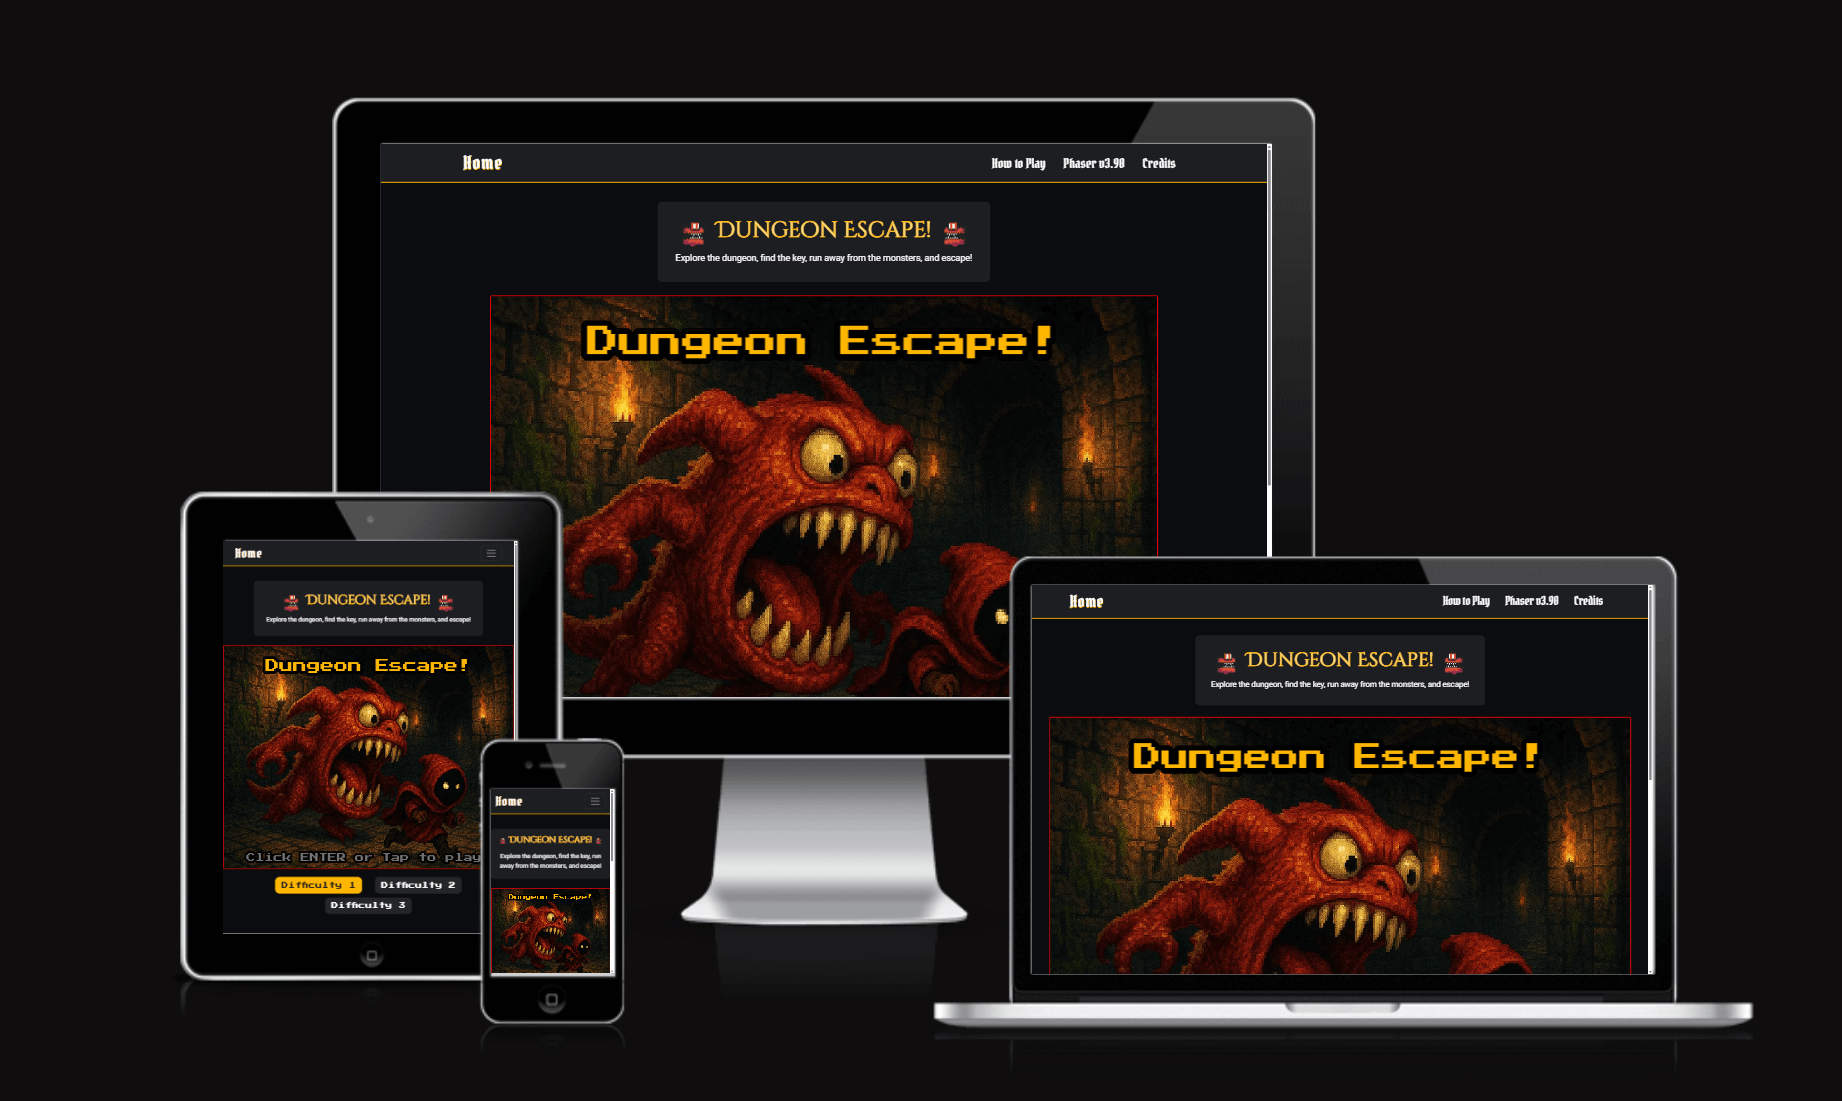 Home
How to Play Phaser v3.90 Credits
DUNGEON ESCAPE!
Explore the dungeon, find the key, run away from the monsters, and escape!
Dungeon Escape!
Home
DUNGEON ESCAPE!
Explore the dungeon, find the key, run away from the monsters, and escape!
Dungeon Escape!
Click ENTER or Tap to play
Difficulty 1 Difficulty 2
Difficulty 3
Home
DUNGEON ESCAPE!
Explore the dungeon, find the key, run
away from the monsters, and escape!
Dungeon Escape!
Home
How to Play Phaser v3.90 Credits
DUNGEON ESCAPE!
Explore the dungeon, find the key, run away from the monsters, and escape!
Dungeon Escape!